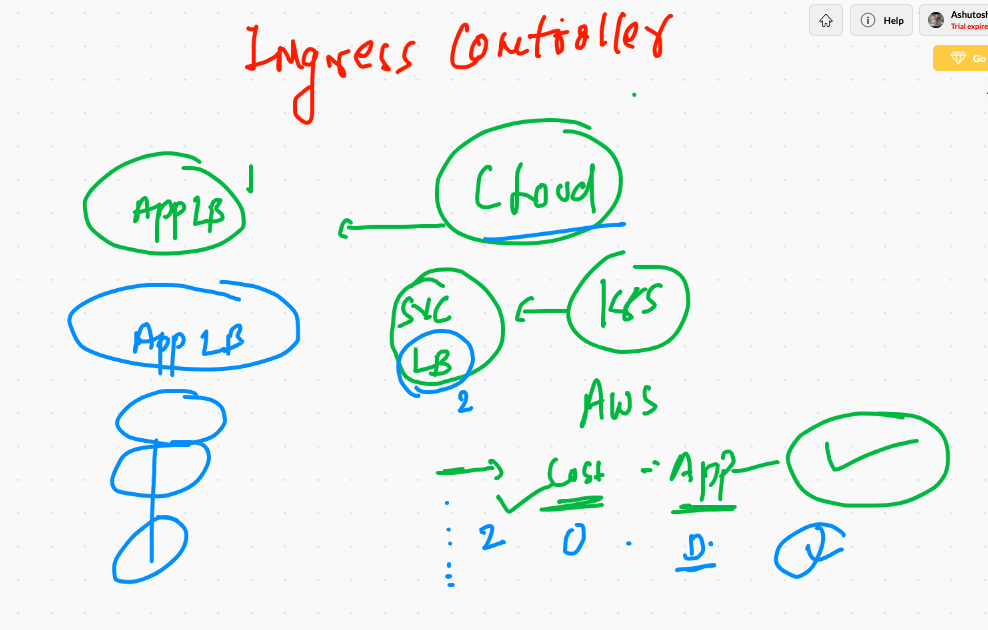 Ingress Controller
Help
Ashutosh
Trial expire
Go
Cloud
App LB
1
SVC
K8S
App LB
LB
2
AWS
Cost
App
2
0
D